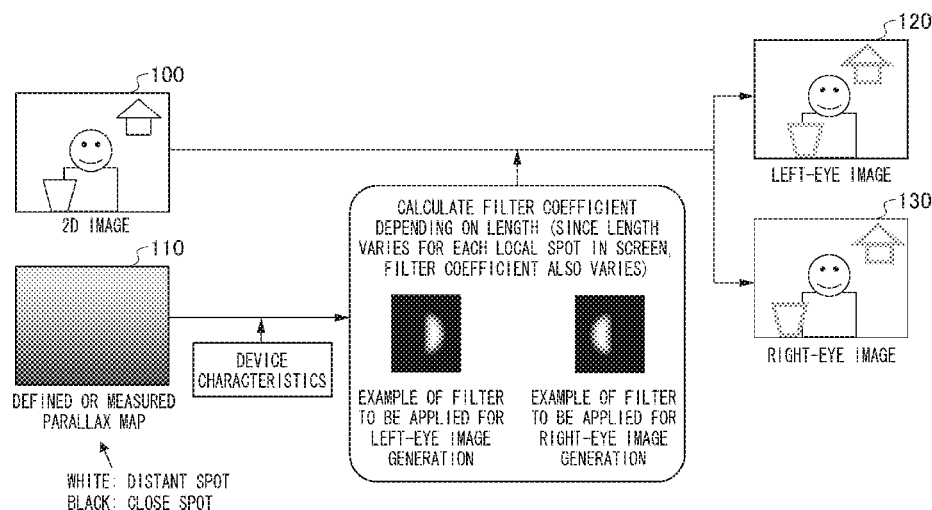 100
2D IMAGE
110
DEFINED OR MEASURED
PARALLAX MAP
WHITE: DISTANT SPOT
BLACK: CLOSE SPOT
DEVICE
CHARACTERISTICS
CALCULATE FILTER COEFFICIENT
DEPENDING ON LENGTH (SINCE LENGTH
VARIES FOR EACH LOCAL SPOT IN SCREEN,
FILTER COEFFICIENT ALSO VARIES)
EXAMPLE OF FILTER
TO BE APPLIED FOR
LEFT-EYE IMAGE
GENERATION
EXAMPLE OF FILTER
TO BE APPLIED FOR
RIGHT-EYE IMAGE
GENERATION
120
LEFT-EYE IMAGE
130
RIGHT-EYE IMAGE